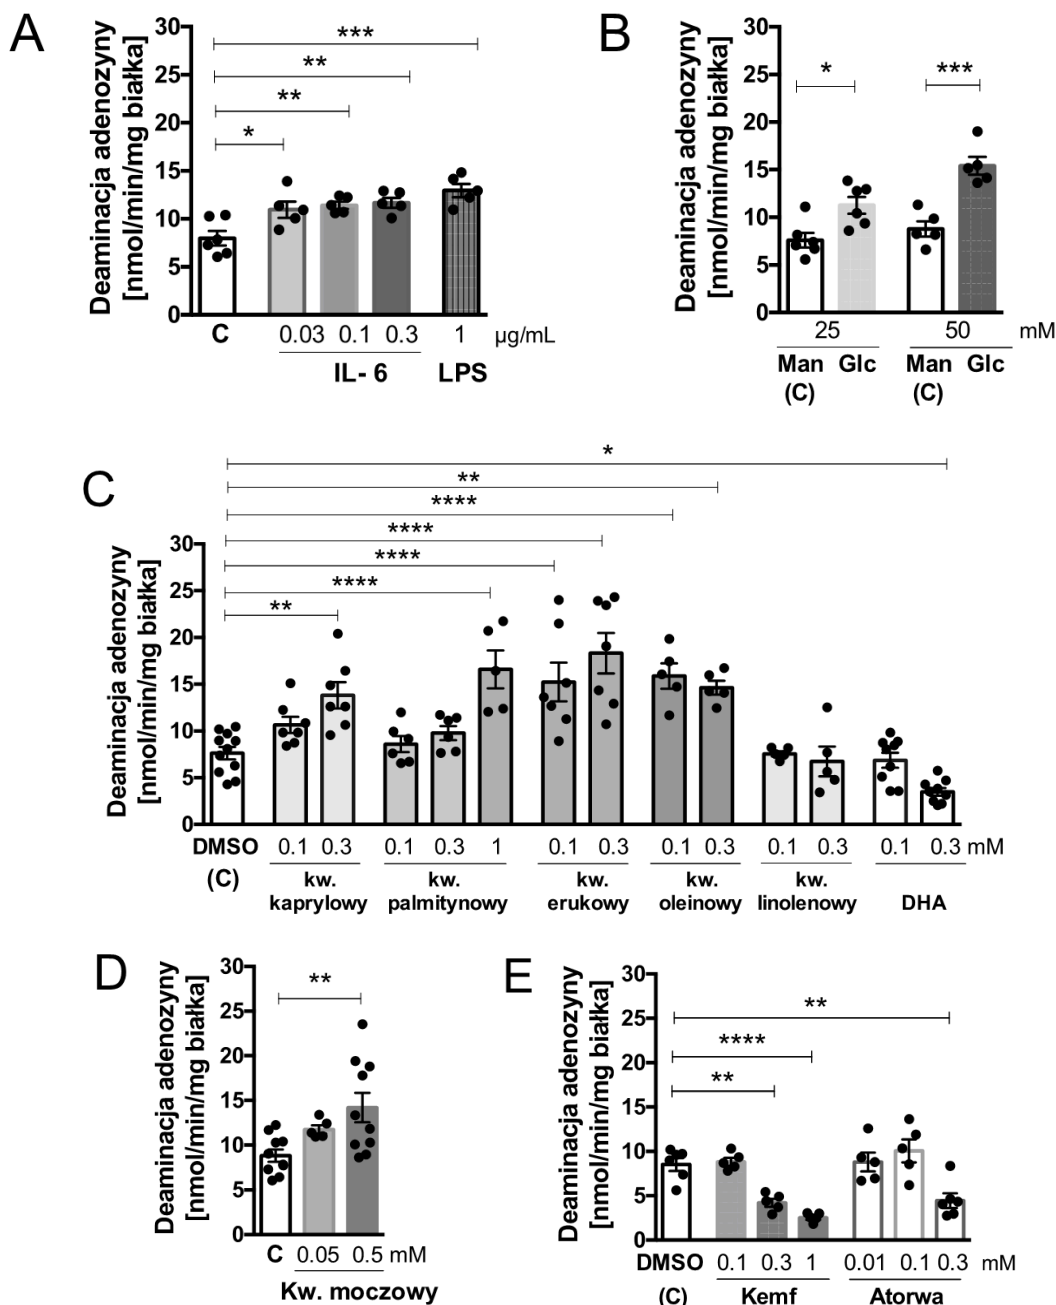 A
Deaminacja adenozyny
[nmol/min/mg białka]
30
25
20
15
10
5
0
***
**
**
*
C
0.03 0.1 0.3 1 µg/mL
IL- 6 LPS
B
Deaminacja adenozyny
[nmol/min/mg białka]
30
25
20
15
10
5
0
* ***
25 50 mM
Man Glc Man Glc
(C) (C)
C
Deaminacja adenozyny
[nmol/min/mg białka]
30
25
20
15
10
5
0
*
**
****
****
****
****
**
DMSO 0.1 0.3 0.1 0.3 1 0.1 0.3 0.1 0.3 0.1 0.3 0.1 0.3 mM
(C) kw. kw. kw. kw. kw.
kaprylowy palmitynowy erukowy oleinowy linolenowy DHA
D
Deaminacja adenozyny
[nmol/min/mg białka]
30
25
20
15
10
5
0
**
C 0.05 0.5 mM
Kw. moczowy
E
Deaminacja adenozyny
[nmol/min/mg białka]
30
25
20
15
10
5
0
**
****
**
DMSO 0.1 0.3 1 0.01 0.1 0.3 mM
(C) Kemf Atorwa